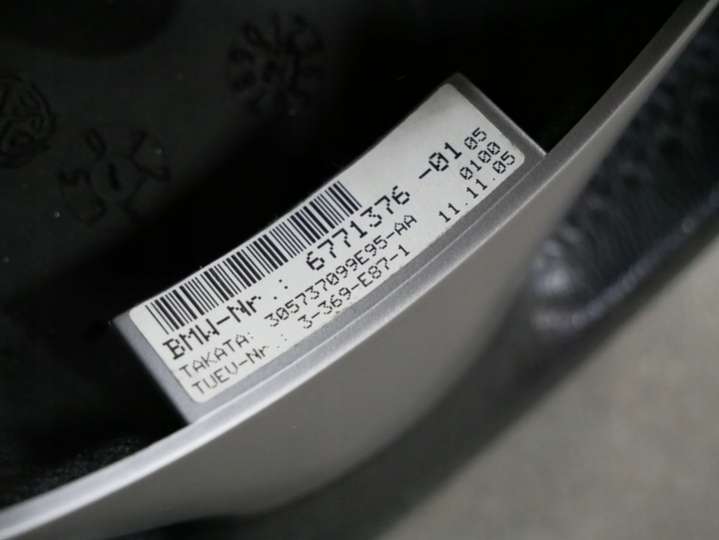 BMW-Nr.: 6771376 -01 05
TAKATA: 305737099E95-AA 0100
TUEV-Nr.: 3-369-E87-1 11.11.05